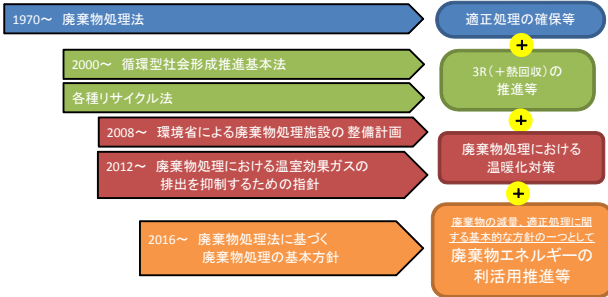 1970～ 廃棄物処理法
適正処理の確保等
+
2000～ 循環型社会形成推進基本法
各種リサイクル法
3R(＋熱回収)の
推進等
+
2008～ 環境省による廃棄物処理施設の整備計画
2012～ 廃棄物処理における温室効果ガスの
排出を抑制するための指針
廃棄物処理における
温暖化対策
+
2016～ 廃棄物処理法に基づく
廃棄物処理の基本方針
廃棄物の減量、適正処理に関
する基本的な方針の一つとして
廃棄物エネルギーの
利活用推進等